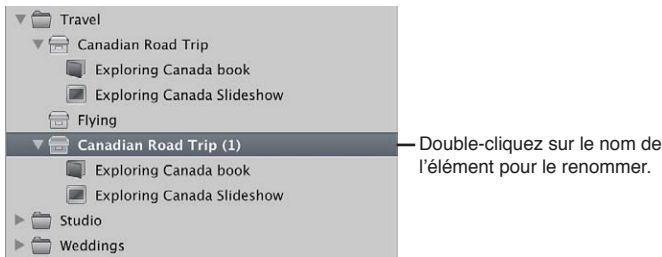 Travel
Canadian Road Trip
Exploring Canada book
Exploring Canada Slideshow
Flying
Canadian Road Trip (1)
Exploring Canada book
Exploring Canada Slideshow
Studio
Weddings
Double-cliquez sur le nom de
l’élément pour le renommer.